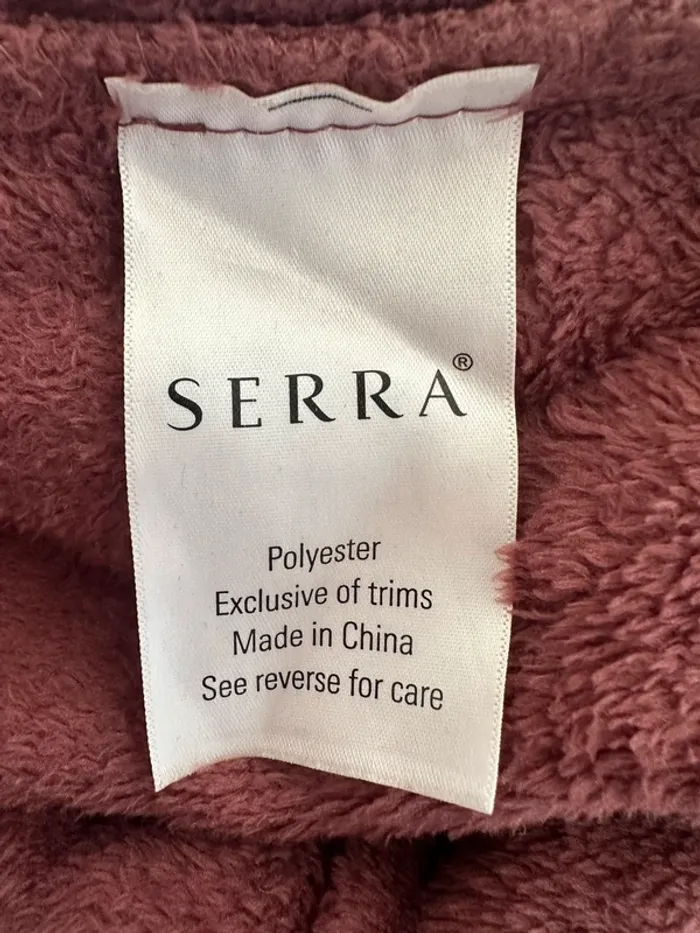 SERRA®
Polyester
Exclusive of trims
Made in China
See reverse for care